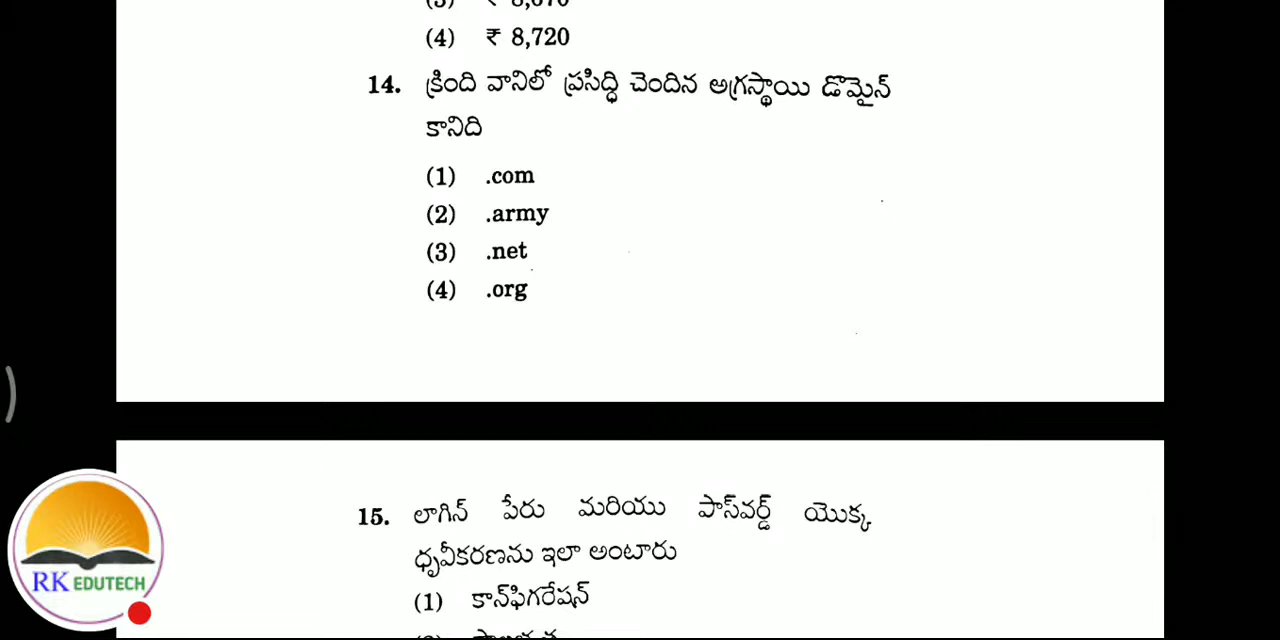 (4) ₹ 8,720
14. క్రింది వానిలో ప్రసిద్ధి చెందిన అగ్రస్థాయి డొమైన్
కానిది
(1) .com
(2) .army
(3) .net
(4) .org
15. లాగిన్ పేరు మరియు పాస్‌వర్డ్ యొక్క
ధృవీకరణను ఇలా అంటారు
(1) కాన్‌ఫిగరేషన్
RK EDUTECH